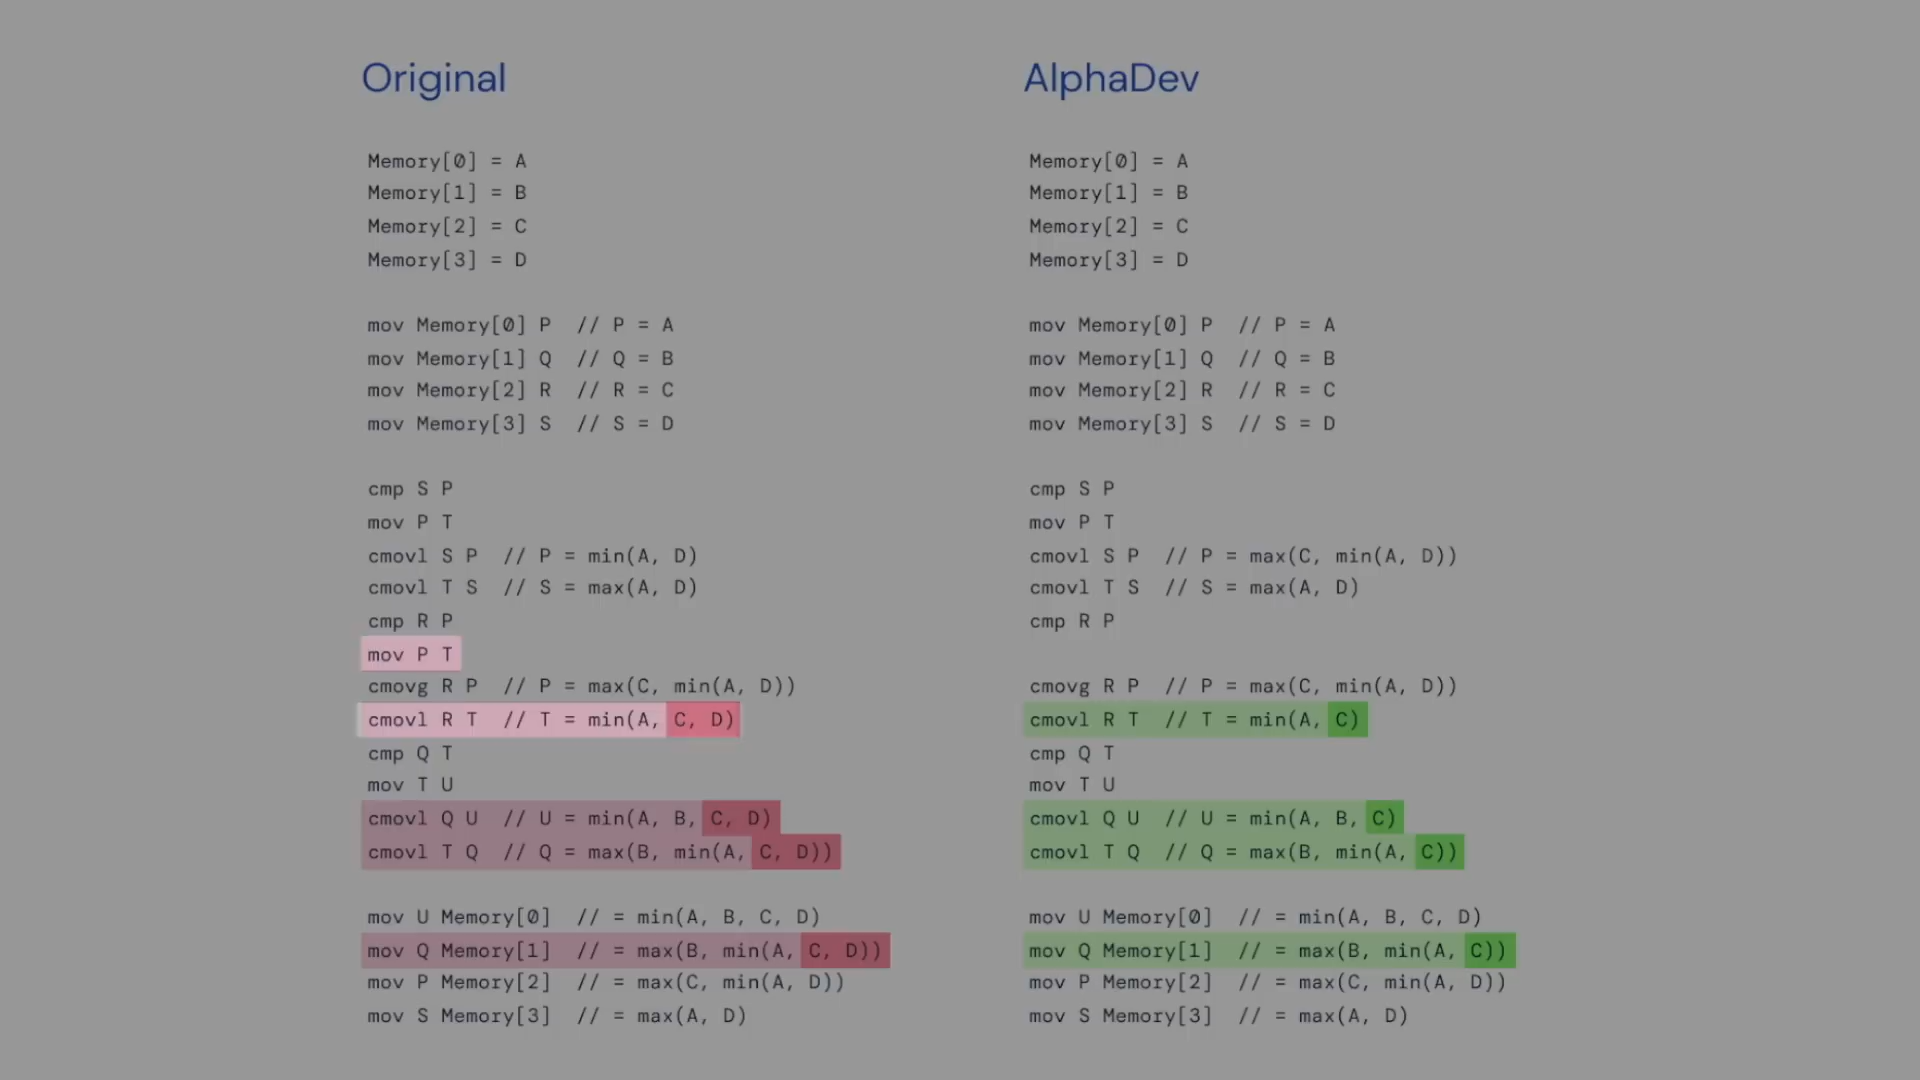 Original
Memory[0] = A
Memory[1] = B
Memory[2] = C
Memory[3] = D
mov Memory[0] P // P = A
mov Memory[1] Q // Q = B
mov Memory[2] R // R = C
mov Memory[3] S // S = D
cmp S P
mov P T
cmovl S P // P = min(A, D)
cmovl T S // S = max(A, D)
cmp R P
mov P T
cmovg R P // P = max(C, min(A, D))
cmovl R T // T = min(A, C, D)
cmp Q T
mov T U
cmovl Q U // U = min(A, B, C, D)
cmovl T Q // Q = max(B, min(A, C, D))
mov U Memory[0] // = min(A, B, C, D)
mov Q Memory[1] // = max(B, min(A, C, D))
mov P Memory[2] // = max(C, min(A, D))
mov S Memory[3] // = max(A, D)
AlphaDev
Memory[0] = A
Memory[1] = B
Memory[2] = C
Memory[3] = D
mov Memory[0] P // P = A
mov Memory[1] Q // Q = B
mov Memory[2] R // R = C
mov Memory[3] S // S = D
cmp S P
mov P T
cmovl S P // P = max(C, min(A, D))
cmovl T S // S = max(A, D)
cmp R P
cmovg R P // P = max(C, min(A, D))
cmovl R T // T = min(A, C)
cmp Q T
mov T U
cmovl Q U // U = min(A, B, C)
cmovl T Q // Q = max(B, min(A, C))
mov U Memory[0] // = min(A, B, C, D)
mov Q Memory[1] // = max(B, min(A, C))
mov P Memory[2] // = max(C, min(A, D))
mov S Memory[3] // = max(A, D)